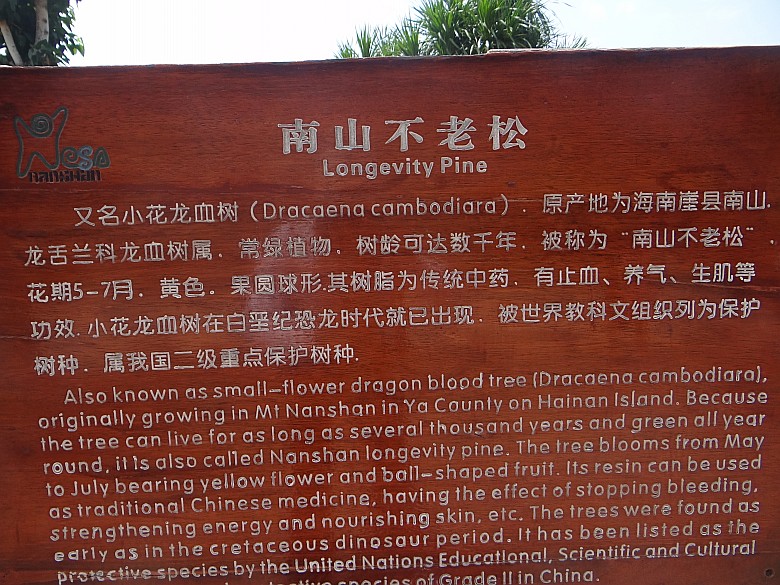 南山不老松
Longevity Pine
CSA
nanshan
又名小花龙血树（Dracaena cambodiara）．原产地为海南崖县南山.
龙舌兰科龙血树属．常绿植物．树龄可达数千年．被称为“南山不老松”．
花期5-7月．黄色。果圆球形.其树脂为传统中药．有止血、养气、生肌等
功效.小花龙血树在白垩纪恐龙时代就已出现．被世界教科文组织列为保护
树种．属我国二级重点保护树种.
Also known as small-flower dragon blood tree (Dracaena cambodiara),
originally growing in Mt Nanshan in Ya County on Hainan Island. Because
the tree can live for as long as several thousand years and green all year
round, it is also called Nanshan longevity pine. The tree blooms from May
to July bearing yellow flower and ball-shaped fruit. Its resin can be used
as traditional Chinese medicine, having the effect of stopping bleeding,
strengthening energy and nourishing skin, etc. The trees were found as
early as in the cretaceous dinosaur period. It has been listed as the
protective species by the United Nations Educational, Scientific and Cultural
species of Grade II in China.